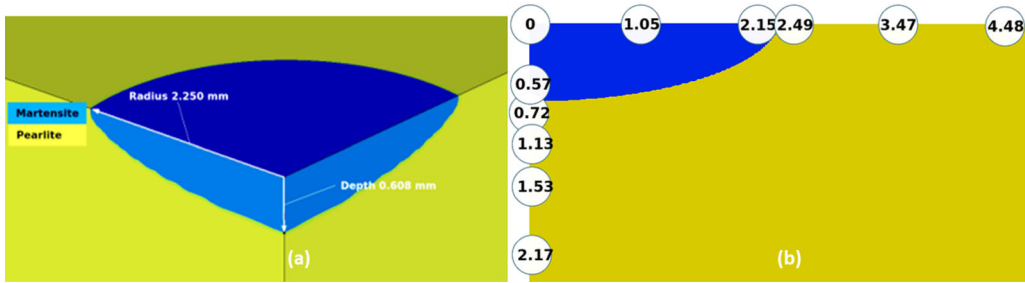 Radius 2.250 mm
Martensite
Pearlite
Depth 0.608 mm
(a)
0 1.05 2.15 2.49 3.47 4.48
0.57
0.72
1.13
1.53
2.17
(b)